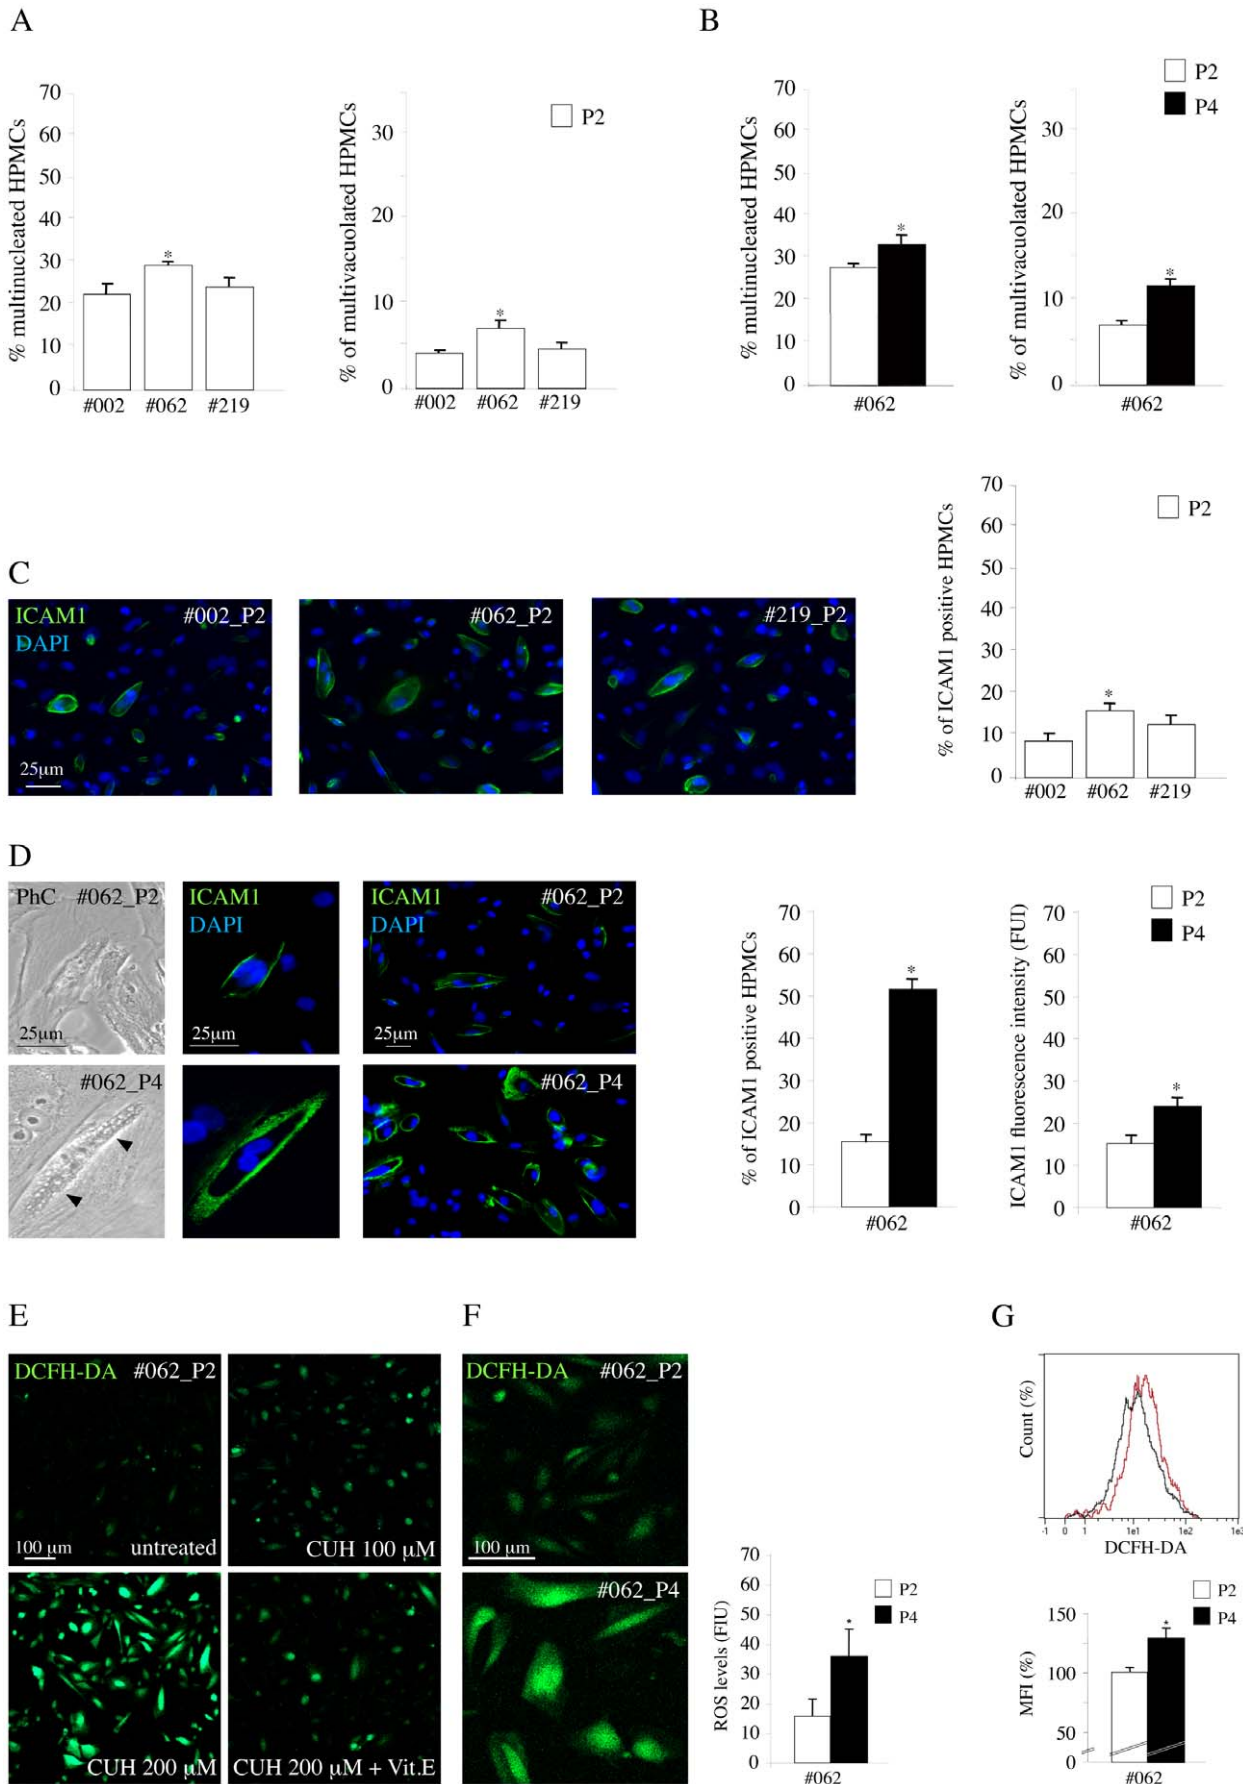 A
70
60
50
40
30
20
10
0
% multinucleated HPMCs
*
#002 #062 #219
30
20
10
0
% of multivacuolated HPMCs
P2
*
#002 #062 #219
B
70
60
50
40
30
20
10
0
% multinucleated HPMCs
*
#062
P2
P4
30
20
10
0
% of multivacuolated HPMCs
*
#062
C
ICAM1
DAPI
#002_P2
25µm
#062_P2
#219_P2
70
60
50
40
30
20
10
0
% of ICAM1 positive HPMCs
P2
*
#002 #062 #219
D
PhC #062_P2
25µm
ICAM1
DAPI
25µm
ICAM1
DAPI
#062_P2
25µm
#062_P4
#062_P4
70
60
50
40
30
20
10
0
% of ICAM1 positive HPMCs
*
#062
P2
P4
70
60
50
40
30
20
10
0
ICAM1 fluorescence intensity (FUI)
*
#062
E
DCFH-DA #062_P2
100 µm untreated
CUH 100 µM
CUH 200 µM
CUH 200 µM + Vit.E
F
DCFH-DA #062_P2
100 µm
#062_P4
70
60
50
40
30
20
10
0
ROS levels (FIU)
P2
P4
*
#062
G
Count (%)
-1 0 1 1e1 1e2 1e3
DCFH-DA
150
100
50
0
MFI (%)
P2
P4
*
#062